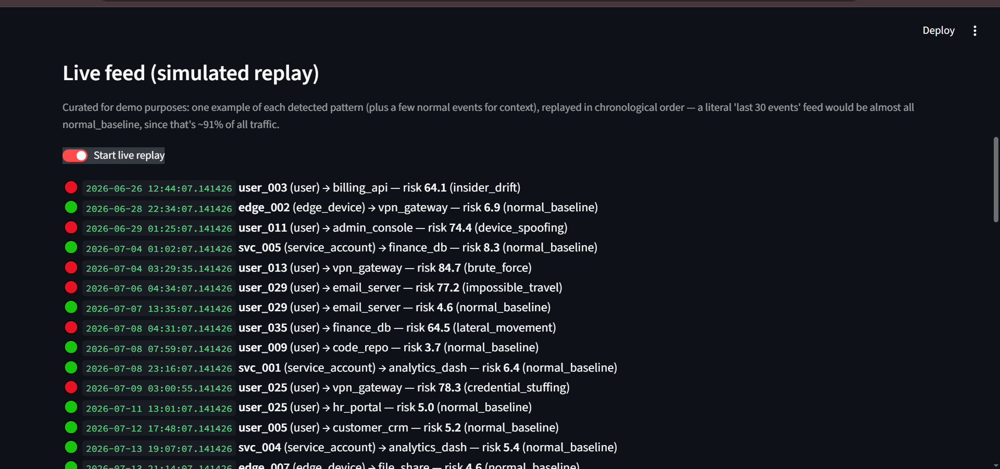 Deploy
Live feed (simulated replay)
Curated for demo purposes: one example of each detected pattern (plus a few normal events for context), replayed in chronological order — a literal 'last 30 events' feed would be almost all
normal_baseline, since that's ~91% of all traffic.
Start live replay
2026-06-26 12:44:07.141426 user_003 (user) → billing_api — risk 64.1 (insider_drift)
2026-06-28 22:34:07.141426 edge_002 (edge_device) → vpn_gateway — risk 6.9 (normal_baseline)
2026-06-29 01:25:07.141426 user_011 (user) → admin_console — risk 74.4 (device_spoofing)
2026-07-04 01:02:07.141426 svc_005 (service_account) → finance_db — risk 8.3 (normal_baseline)
2026-07-04 03:29:35.141426 user_013 (user) → vpn_gateway — risk 84.7 (brute_force)
2026-07-06 04:34:07.141426 user_029 (user) → email_server — risk 77.2 (impossible_travel)
2026-07-07 13:35:07.141426 user_029 (user) → email_server — risk 4.6 (normal_baseline)
2026-07-08 04:31:07.141426 user_035 (user) → finance_db — risk 64.5 (lateral_movement)
2026-07-08 07:59:07.141426 user_009 (user) → code_repo — risk 3.7 (normal_baseline)
2026-07-08 23:16:07.141426 svc_001 (service_account) → analytics_dash — risk 6.4 (normal_baseline)
2026-07-09 03:00:55.141426 user_025 (user) → vpn_gateway — risk 78.3 (credential_stuffing)
2026-07-11 13:01:07.141426 user_025 (user) → hr_portal — risk 5.0 (normal_baseline)
2026-07-12 17:48:07.141426 user_005 (user) → customer_crm — risk 5.2 (normal_baseline)
2026-07-13 19:07:07.141426 svc_004 (service_account) → analytics_dash — risk 5.4 (normal_baseline)
2026-07-13 21:14:07.141426 edge_007 (edge_device) → file_share — risk 4.6 (normal_baseline)